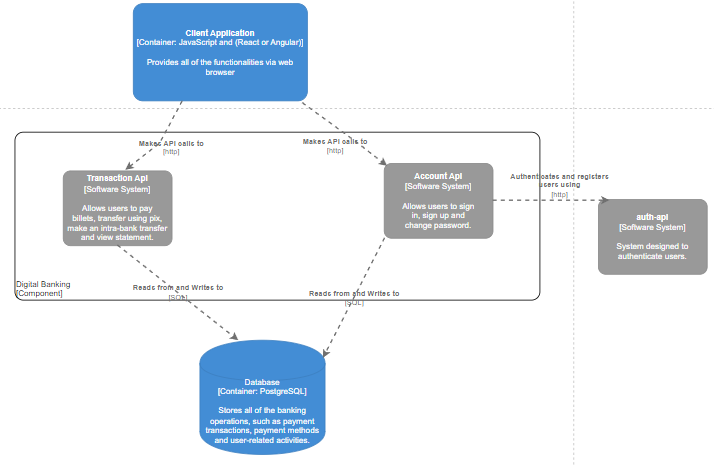 Client Application
[Container: JavaScript and (React or Angular)]
Provides all of the functionalities via web
browser
Makes API calls to
[http]
Makes API calls to
[http]
Transaction Api
[Software System]
Allows users to pay
billets, transfer using pix,
make an intra-bank transfer
and view statement.
Account Api
[Software System]
Allows users to sign
in, sign up and
change password.
Authenticates and registers
users using
[http]
auth-api
[Software System]
System designed to
authenticate users.
Digital Banking
[Component]
Reads from and Writes to
[SQL]
Reads from and Writes to
[SQL]
Database
[Container: PostgreSQL]
Stores all of the banking
operations, such as payment
transactions, payment methods
and user-related activities.